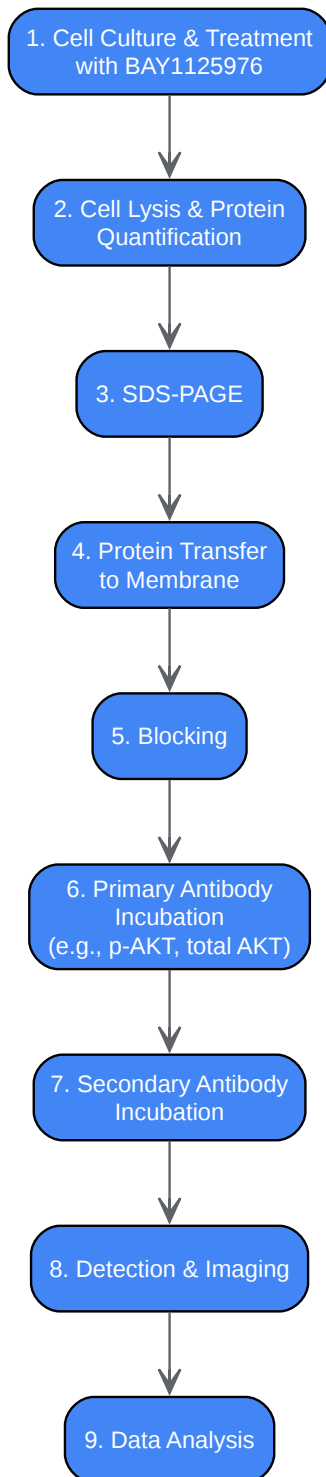 1. Cell Culture & Treatment
with BAY1125976
2. Cell Lysis & Protein
Quantification
3. SDS-PAGE
4. Protein Transfer
to Membrane
5. Blocking
6. Primary Antibody
Incubation
(e.g., p-AKT, total AKT)
7. Secondary Antibody
Incubation
8. Detection & Imaging
9. Data Analysis